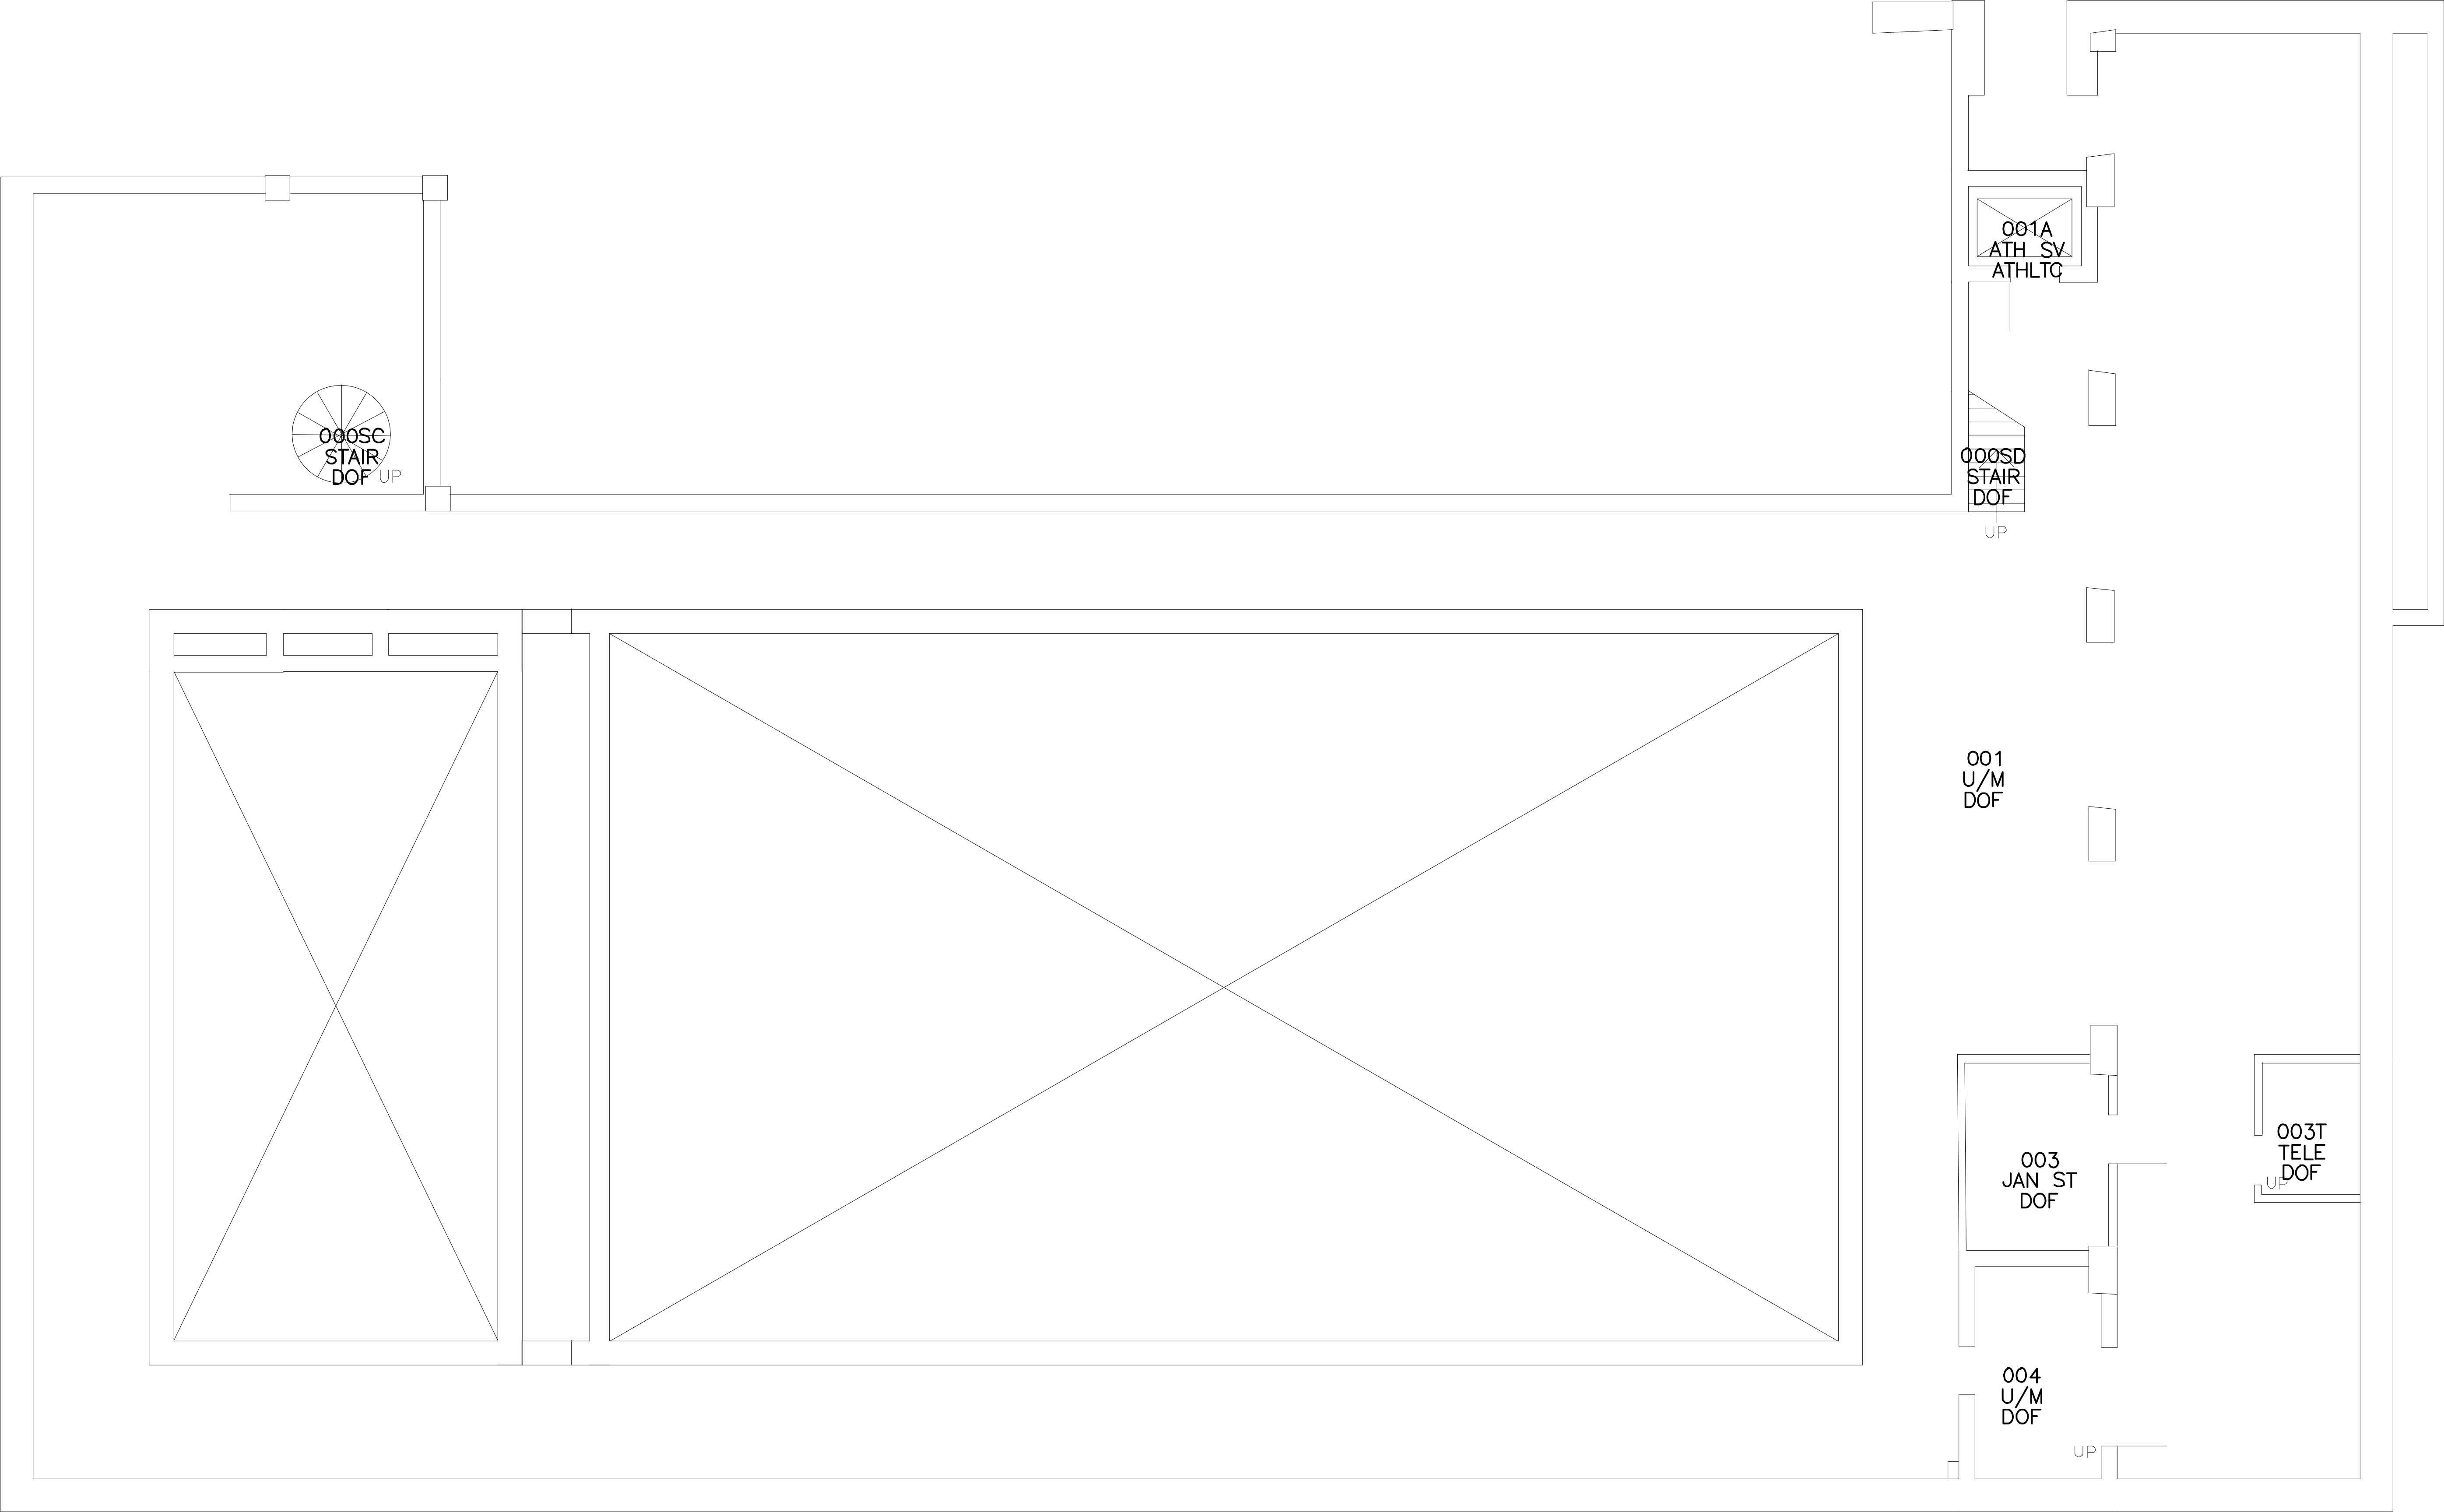 001A
ATH SV
ATHLTC
000SC
STAIR
DOF
UP
000SD
STAIR
DOF
UP
001
U/M
DOF
003T
TELE
DOF
UP
003
JAN ST
DOF
004
U/M
DOF
UP